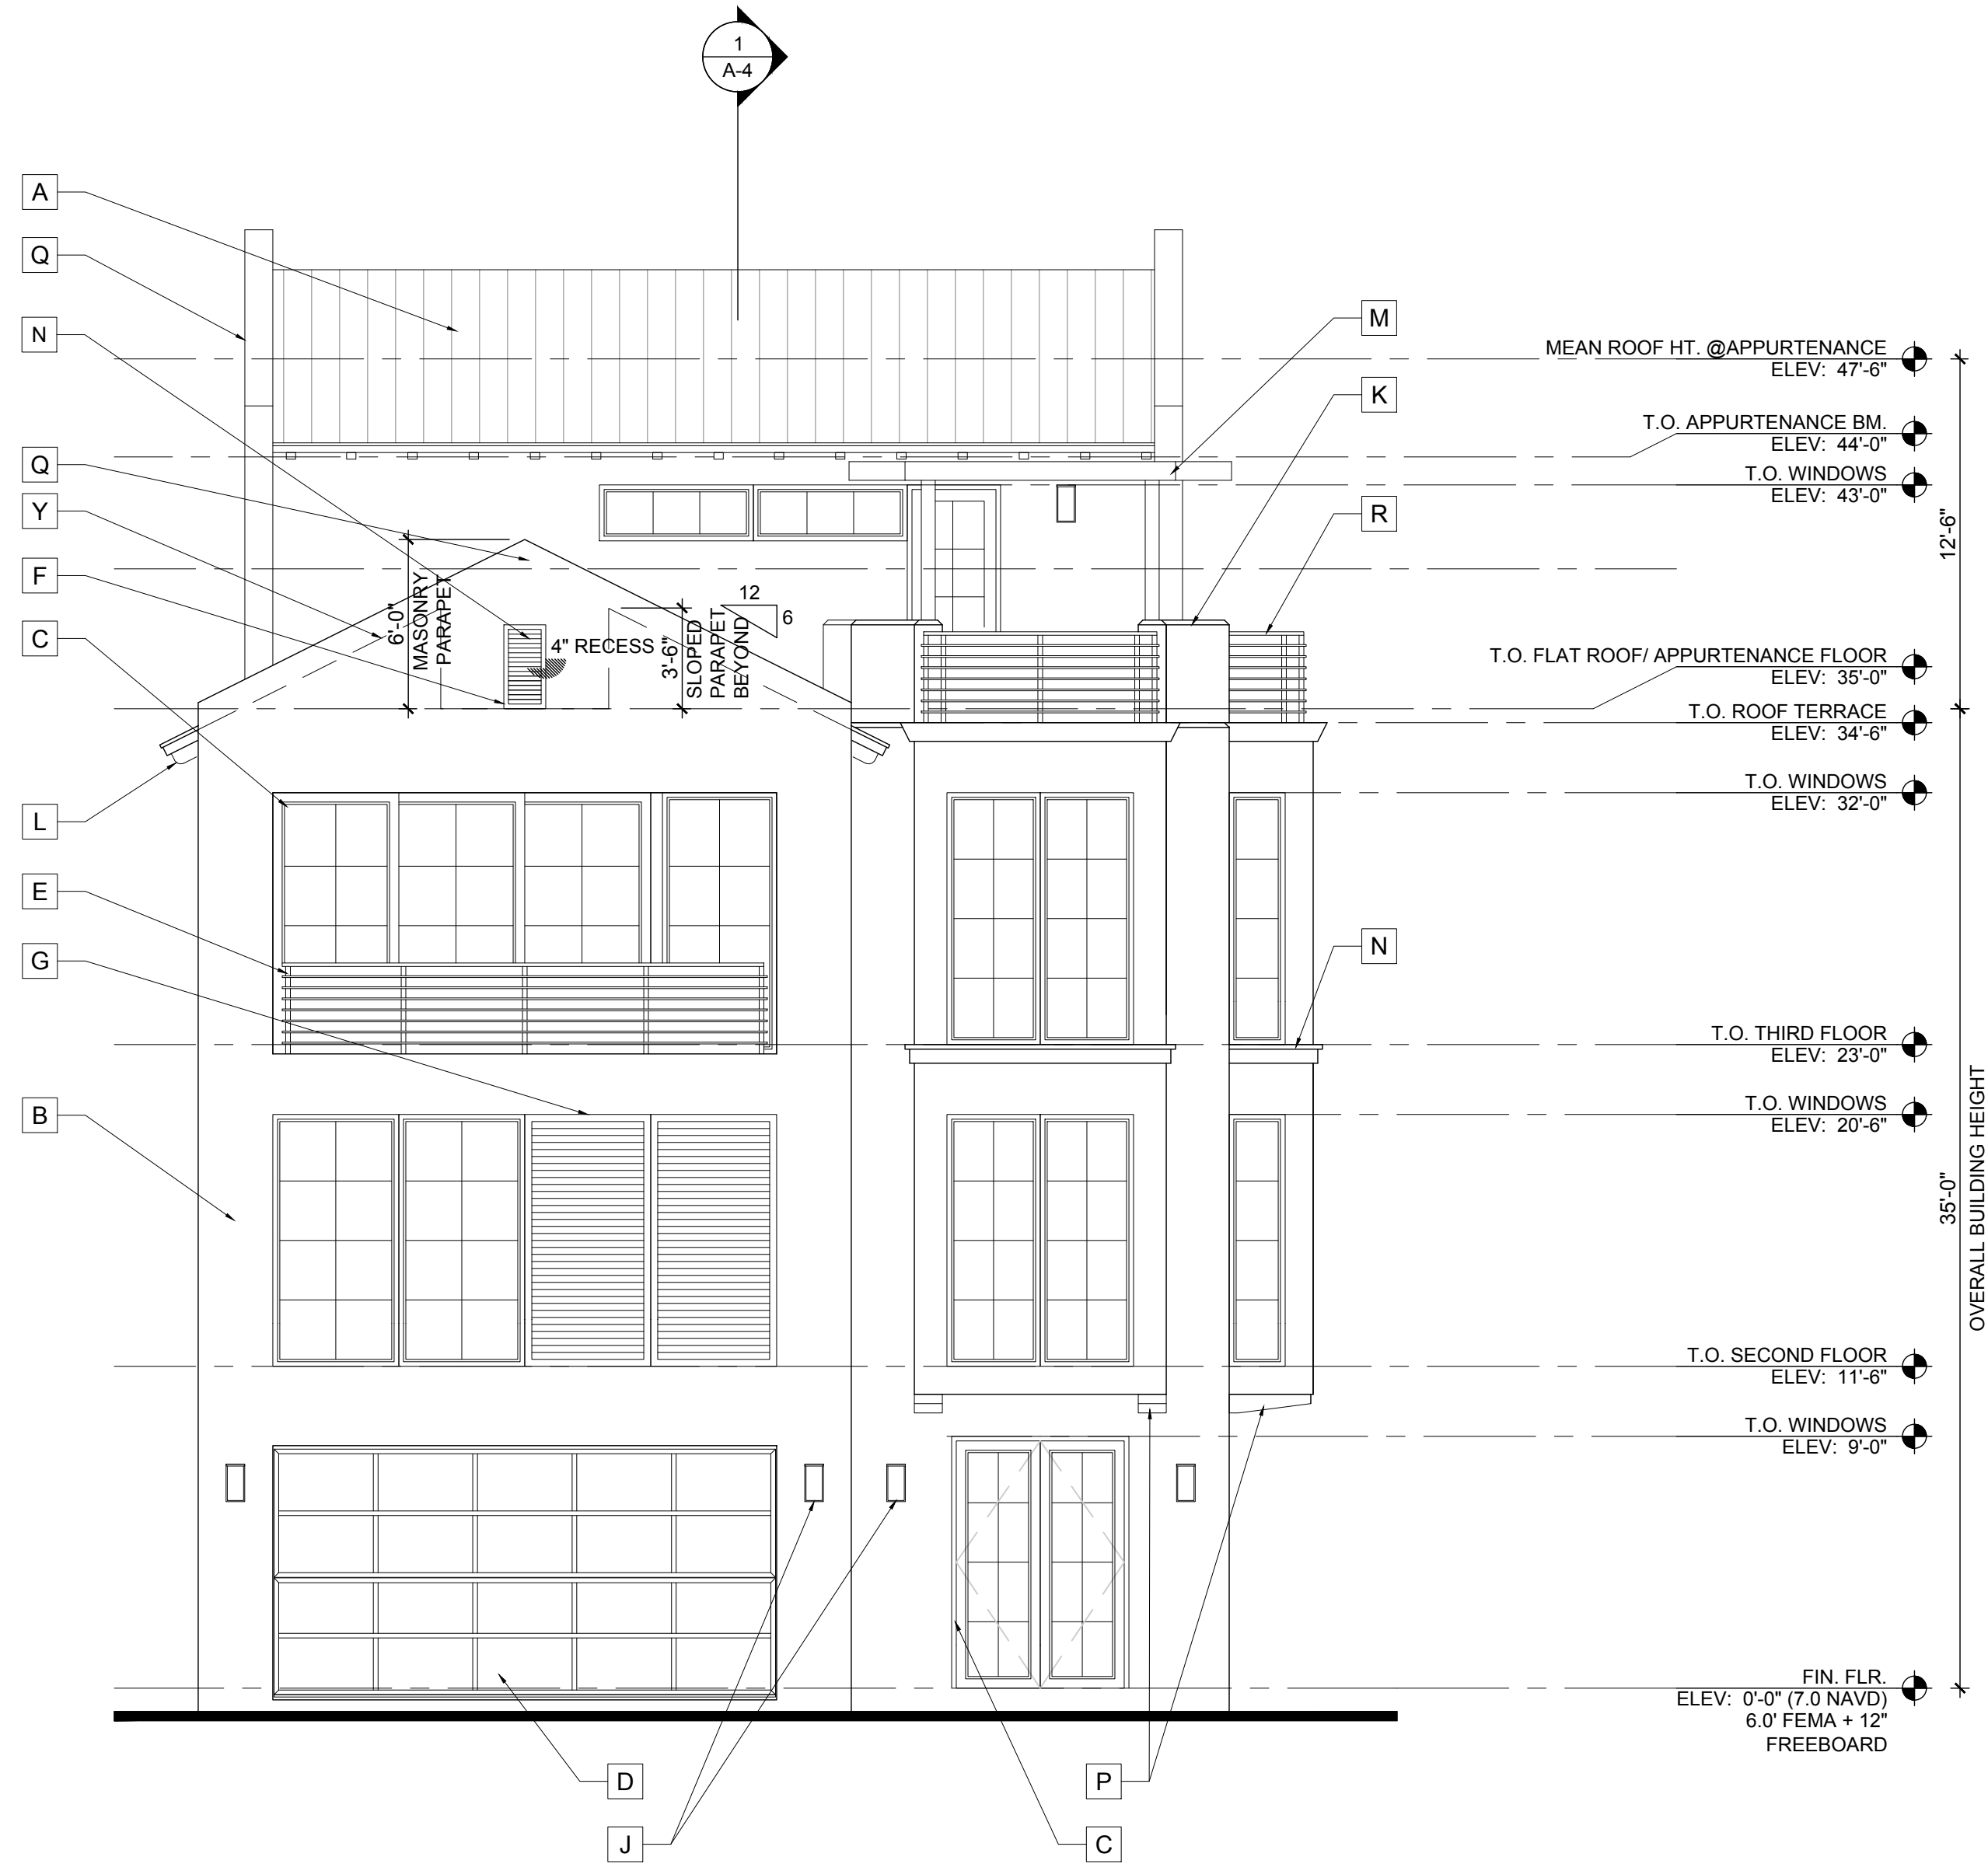 1
A-4
A
Q
N
Q
Y
F
C
L
E
G
B
M
K
R
N
6'-0"
MASONRY
PARAPET
4" RECESS
3'-6"
SLOPED
PARAPET
BEYOND
12
6
MEAN ROOF HT. @APPURTENANCE
ELEV: 47'-6"
T.O. APPURTENANCE BM.
ELEV: 44'-0"
T.O. WINDOWS
ELEV: 43'-0"
12'-6"
T.O. FLAT ROOF/ APPURTENANCE FLOOR
ELEV: 35'-0"
T.O. ROOF TERRACE
ELEV: 34'-6"
T.O. WINDOWS
ELEV: 32'-0"
T.O. THIRD FLOOR
ELEV: 23'-0"
T.O. WINDOWS
ELEV: 20'-6"
35'-0"
OVERALL BUILDING HEIGHT
T.O. SECOND FLOOR
ELEV: 11'-6"
T.O. WINDOWS
ELEV: 9'-0"
FIN. FLR.
ELEV: 0'-0" (7.0 NAVD)
6.0' FEMA + 12"
FREEBOARD
D
J
P
C